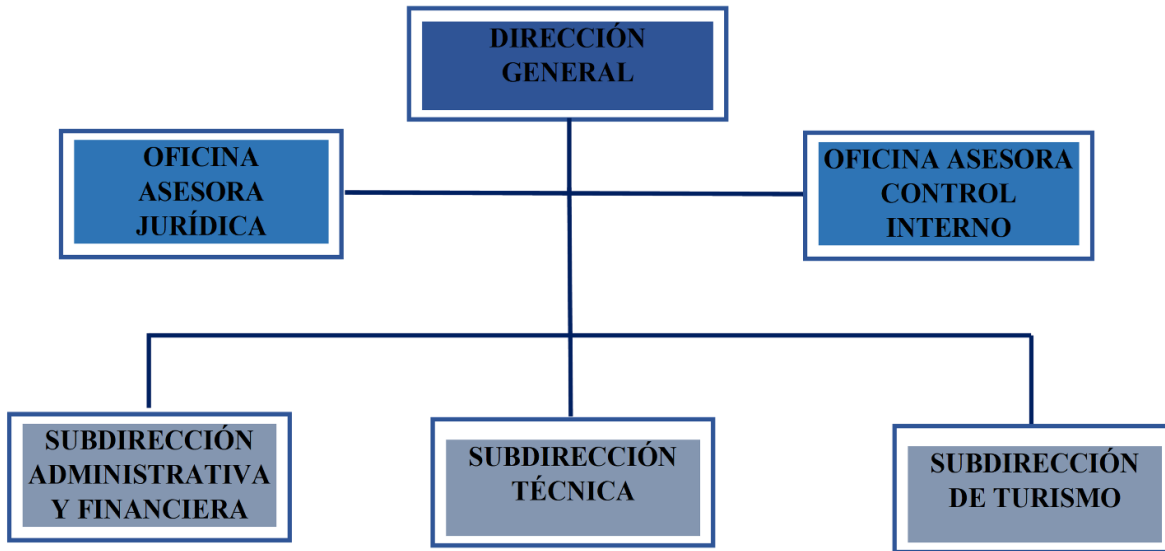 DIRECCIÓN
GENERAL
OFICINA
ASESORA
JURÍDICA
OFICINA ASESORA
CONTROL
INTERNO
SUBDIRECCIÓN
ADMINISTRATIVA
Y FINANCIERA
SUBDIRECCIÓN
TÉCNICA
SUBDIRECCIÓN
DE TURISMO